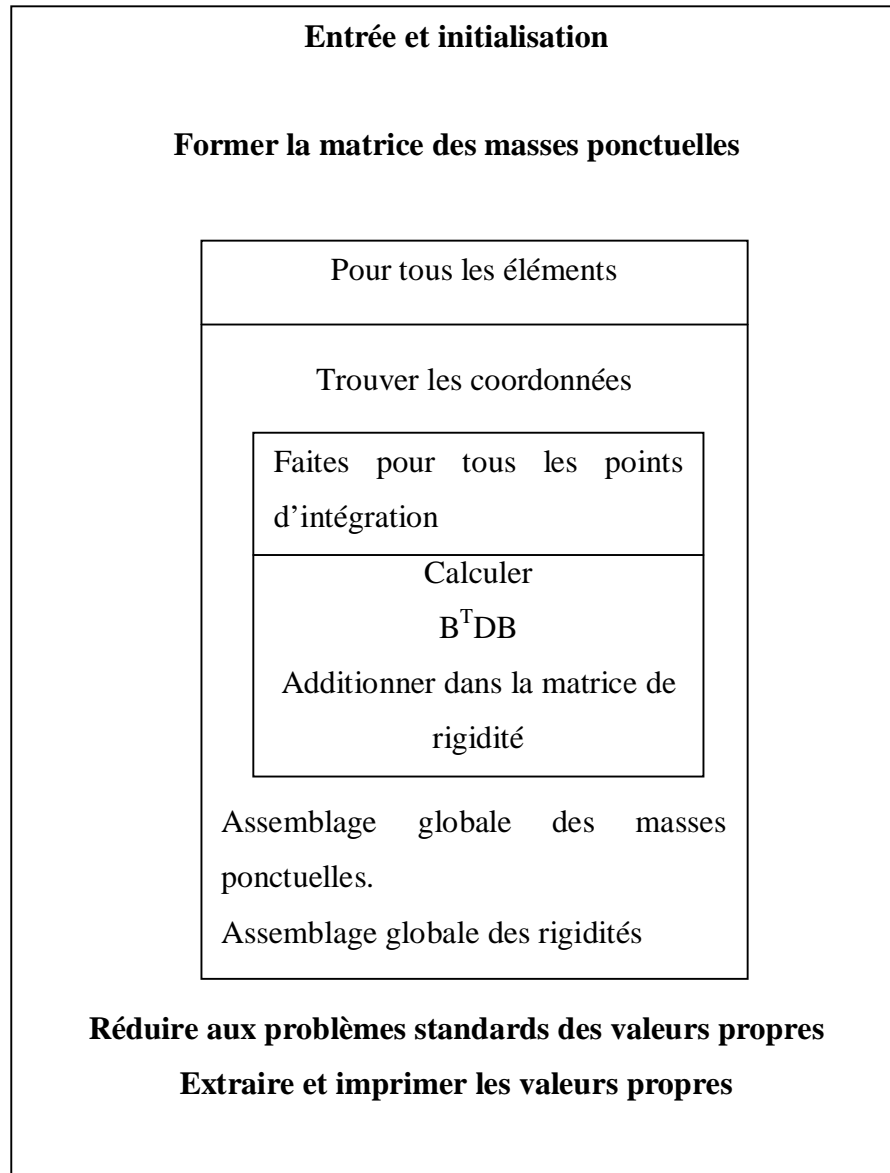 Entrée et initialisation
Former la matrice des masses ponctuelles
Pour tous les éléments
Trouver les coordonnées
Faites pour tous les points
d’intégration
Calculer
BᵀDB
Additionner dans la matrice de
rigidité
Assemblage globale des masses
ponctuelles.
Assemblage globale des rigidités
Réduire aux problèmes standards des valeurs propres
Extraire et imprimer les valeurs propres